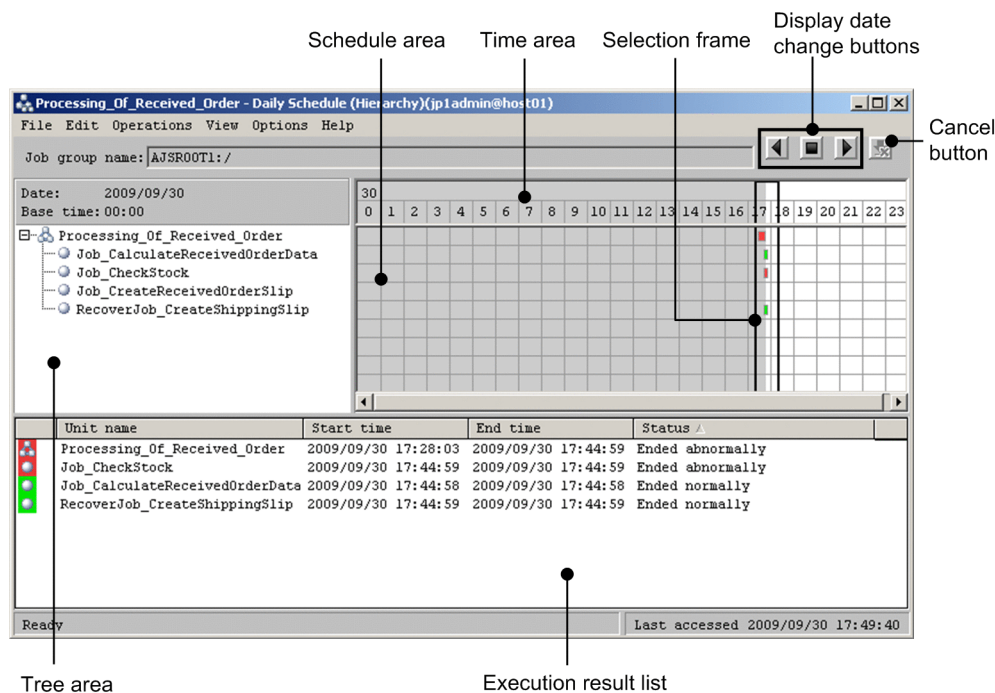 Display date
change buttons
Schedule area
Time area
Selection frame
Cancel
button
Processing_Of_Received_Order - Daily Schedule (Hierarchy)(jp1admin@host01)
File Edit Operations View Options Help
Job group name: AJSROOT1:/
Date: 2009/09/30
Base time: 00:00
30
0 1 2 3 4 5 6 7 8 9 10 11 12 13 14 15 16 17 18 19 20 21 22 23
Processing_Of_Received_Order
Job_CalculateReceivedOrderData
Job_CheckStock
Job_CreateReceivedOrderSlip
RecoverJob_CreateShippingSlip
Unit name Start time End time Status
Processing_Of_Received_Order 2009/09/30 17:28:03 2009/09/30 17:44:59 Ended abnormally
Job_CheckStock 2009/09/30 17:44:59 2009/09/30 17:44:59 Ended abnormally
Job_CalculateReceivedOrderData 2009/09/30 17:44:58 2009/09/30 17:44:58 Ended normally
RecoverJob_CreateShippingSlip 2009/09/30 17:44:59 2009/09/30 17:44:59 Ended normally
Ready
Last accessed 2009/09/30 17:49:40
Tree area
Execution result list